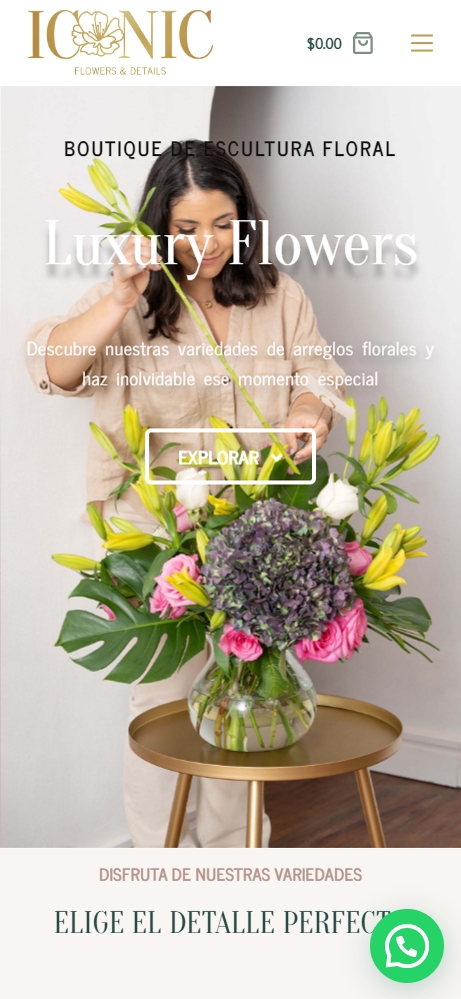 ICONIC
FLOWERS & DETAILS
$0.00
BOUTIQUE DE ESCULTURA FLORAL
Luxury Flowers
Descubre nuestras variedades de arreglos florales y
haz inolvidable ese momento especial
EXPLORAR
DISFRUTA DE NUESTRAS VARIEDADES
ELIGE EL DETALLE PERFECT